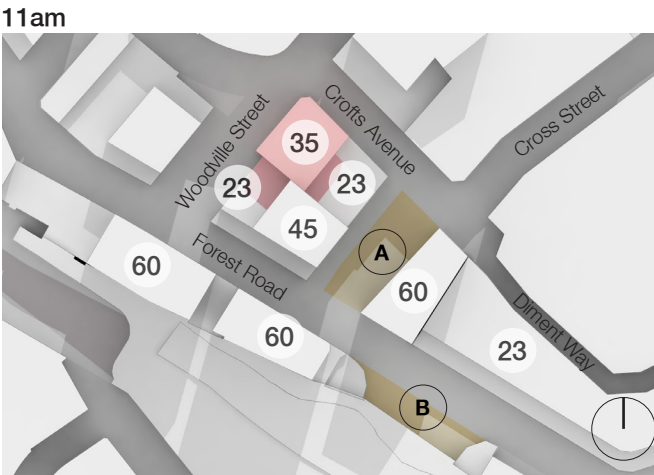 11am
Woodville Street
Crofts Avenue
Cross Street
35
23
23
45
Forest Road
A
60
60
60
23
Diment Way
B